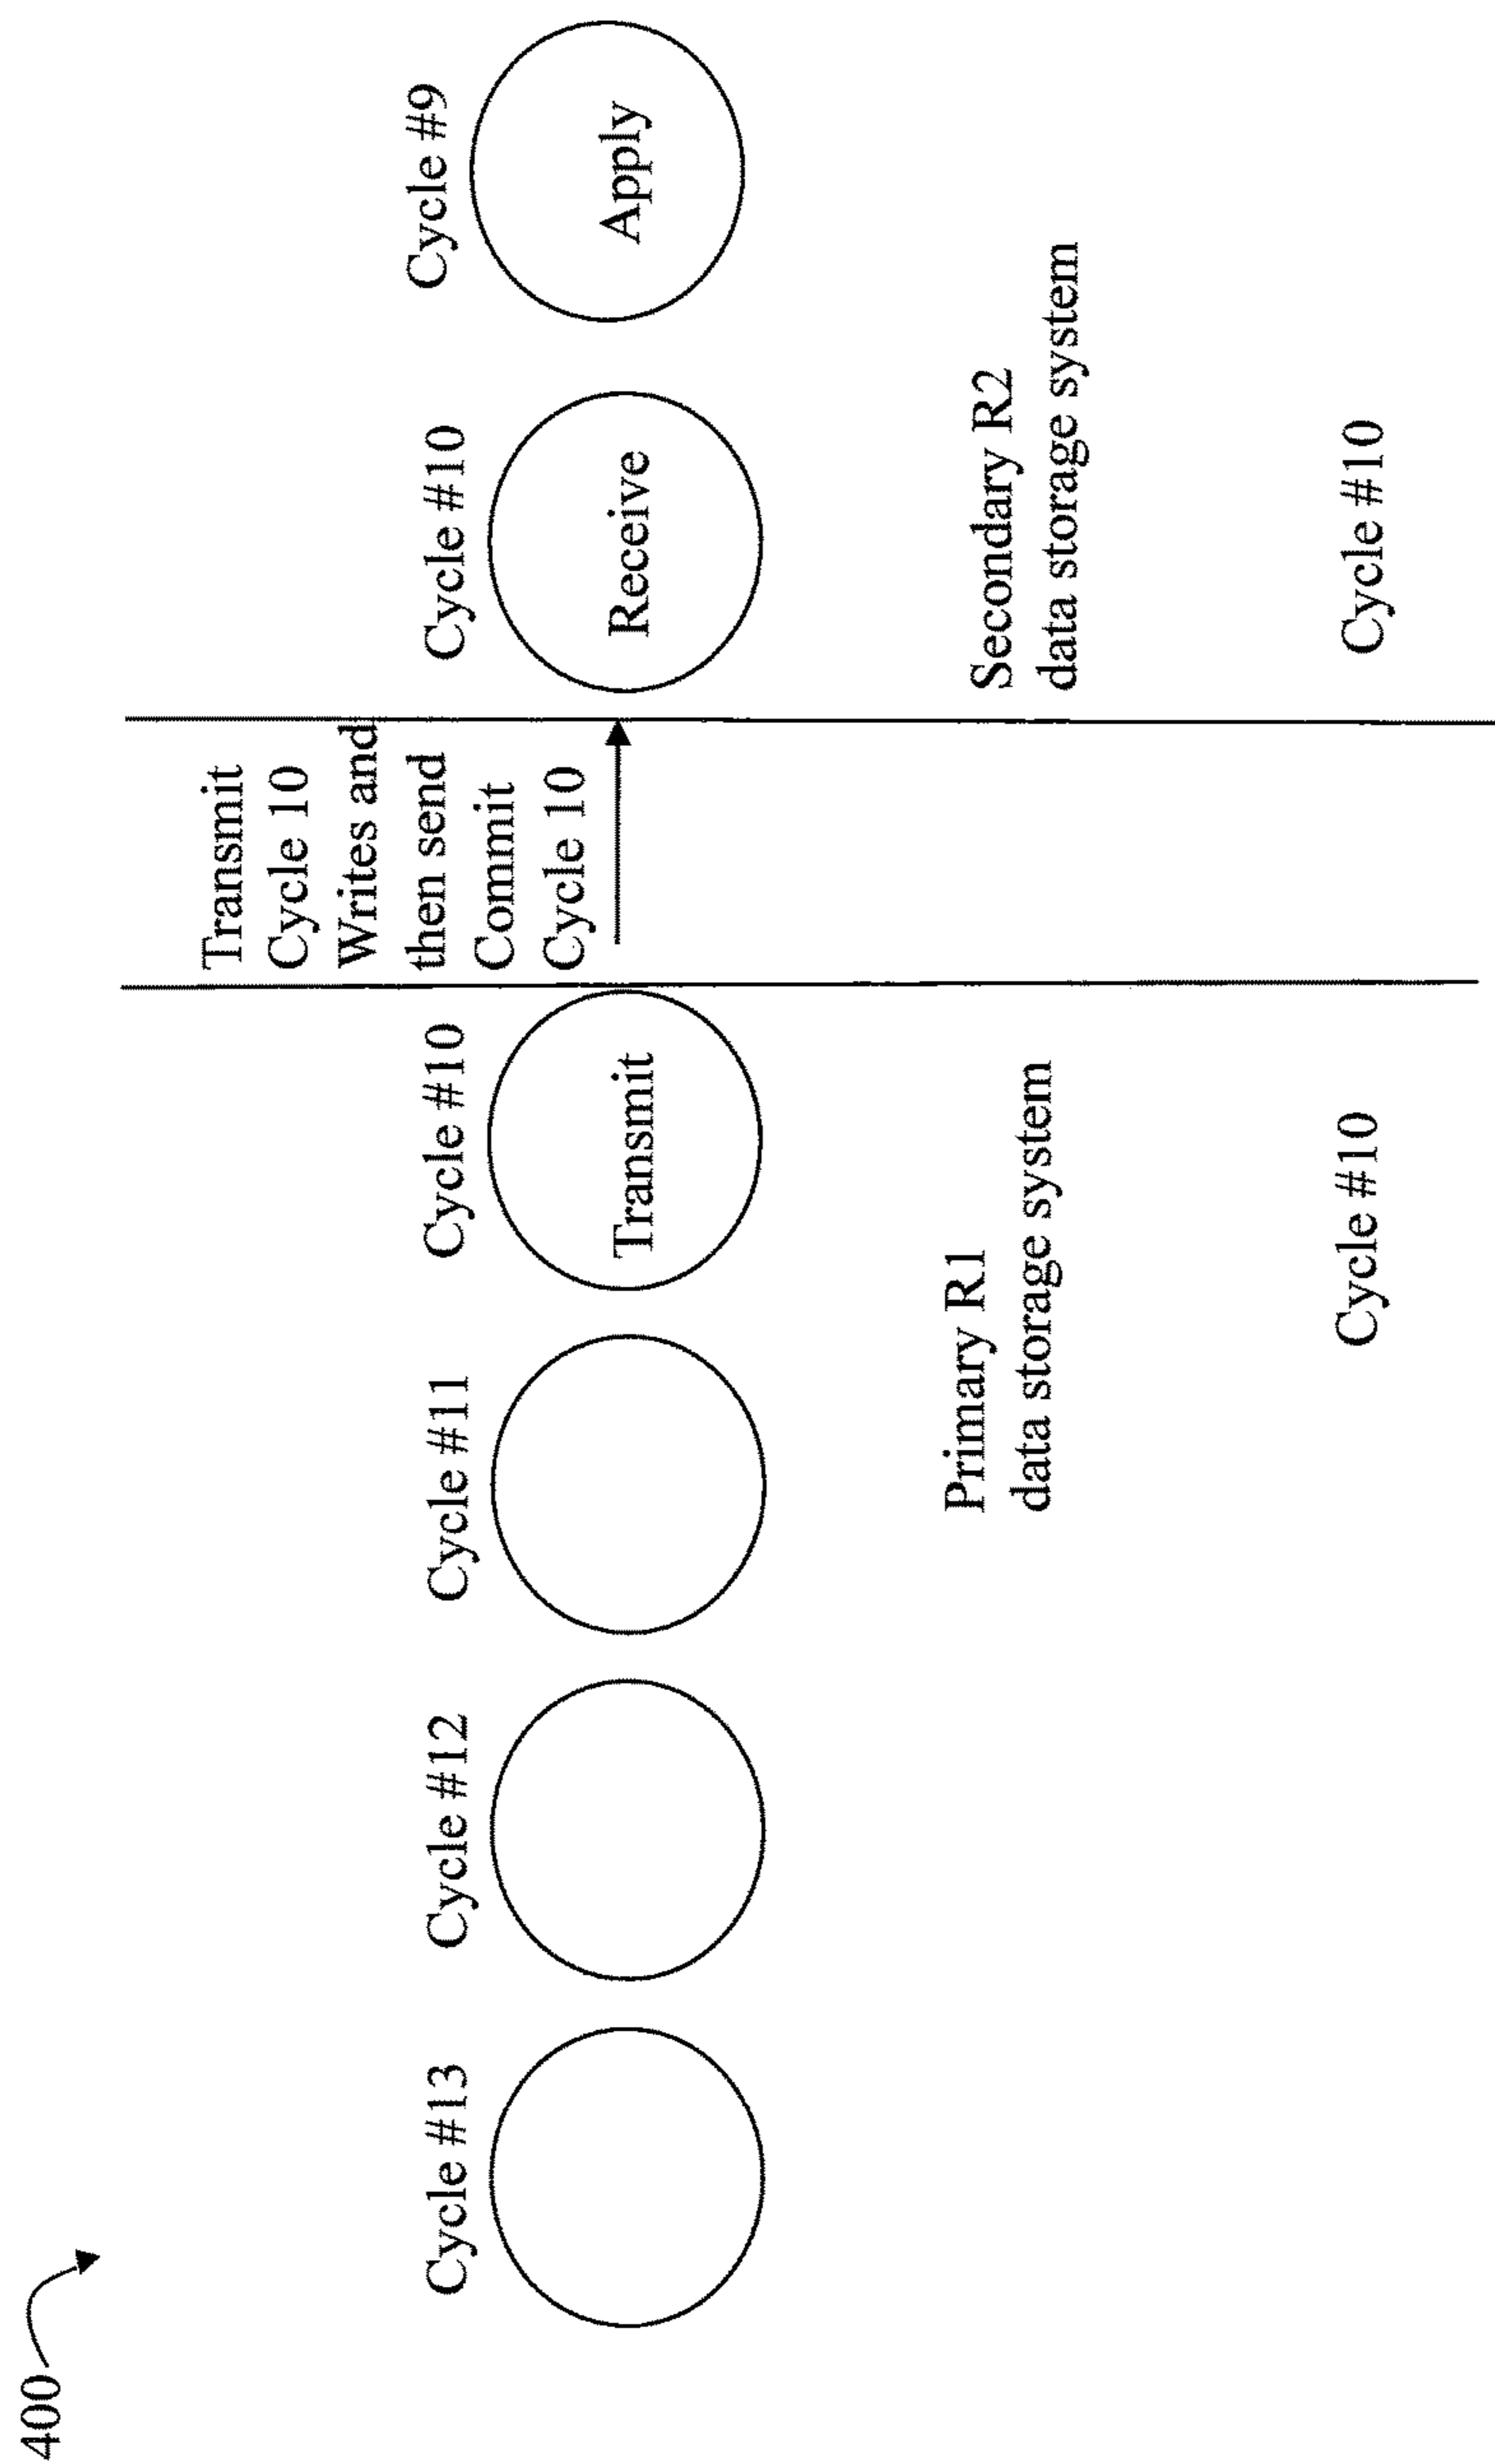 400
Transmit
Cycle 10
Writes and
then send
Commit
Cycle 10
Cycle #13
Cycle #12
Cycle #11
Cycle #10
Cycle #10
Cycle #9
Transmit
Receive
Apply
Primary R1
data storage system
Secondary R2
data storage system
Cycle #10
Cycle #10